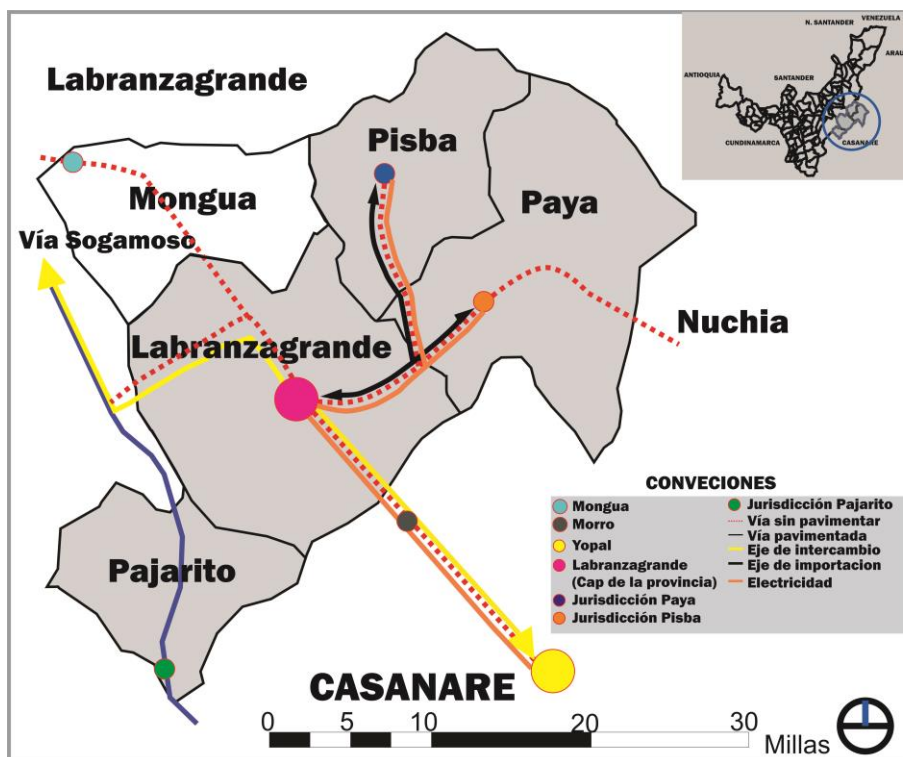 N. SANTANDER
VENEZUELA
ARAU
ANTIOQUIA
SANTANDER
CUNDINAMARCA
CASANARE
Labranzagrande
Pisba
Mongua
Paya
Vía Sogamoso
Nuchia
Labranzagrande
Pajarito
CASANARE
CONVECIONES
Mongua
Morro
Yopal
Labranzagrande
(Cap de la provincia)
Jurisdicción Paya
Jurisdicción Pisba
Jurisdicción Pajarito
Vía sin pavimentar
Vía pavimentada
Eje de intercambio
Eje de importacion
Electricidad
0 5 10 20 30
Millas